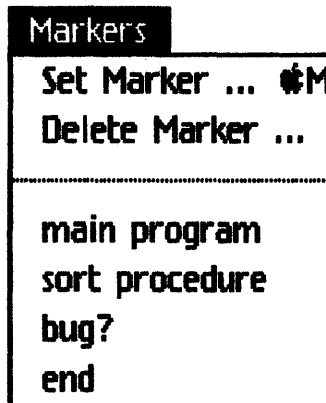 Markers
Set Marker ... M
Delete Marker ...
main program
sort procedure
bug?
end